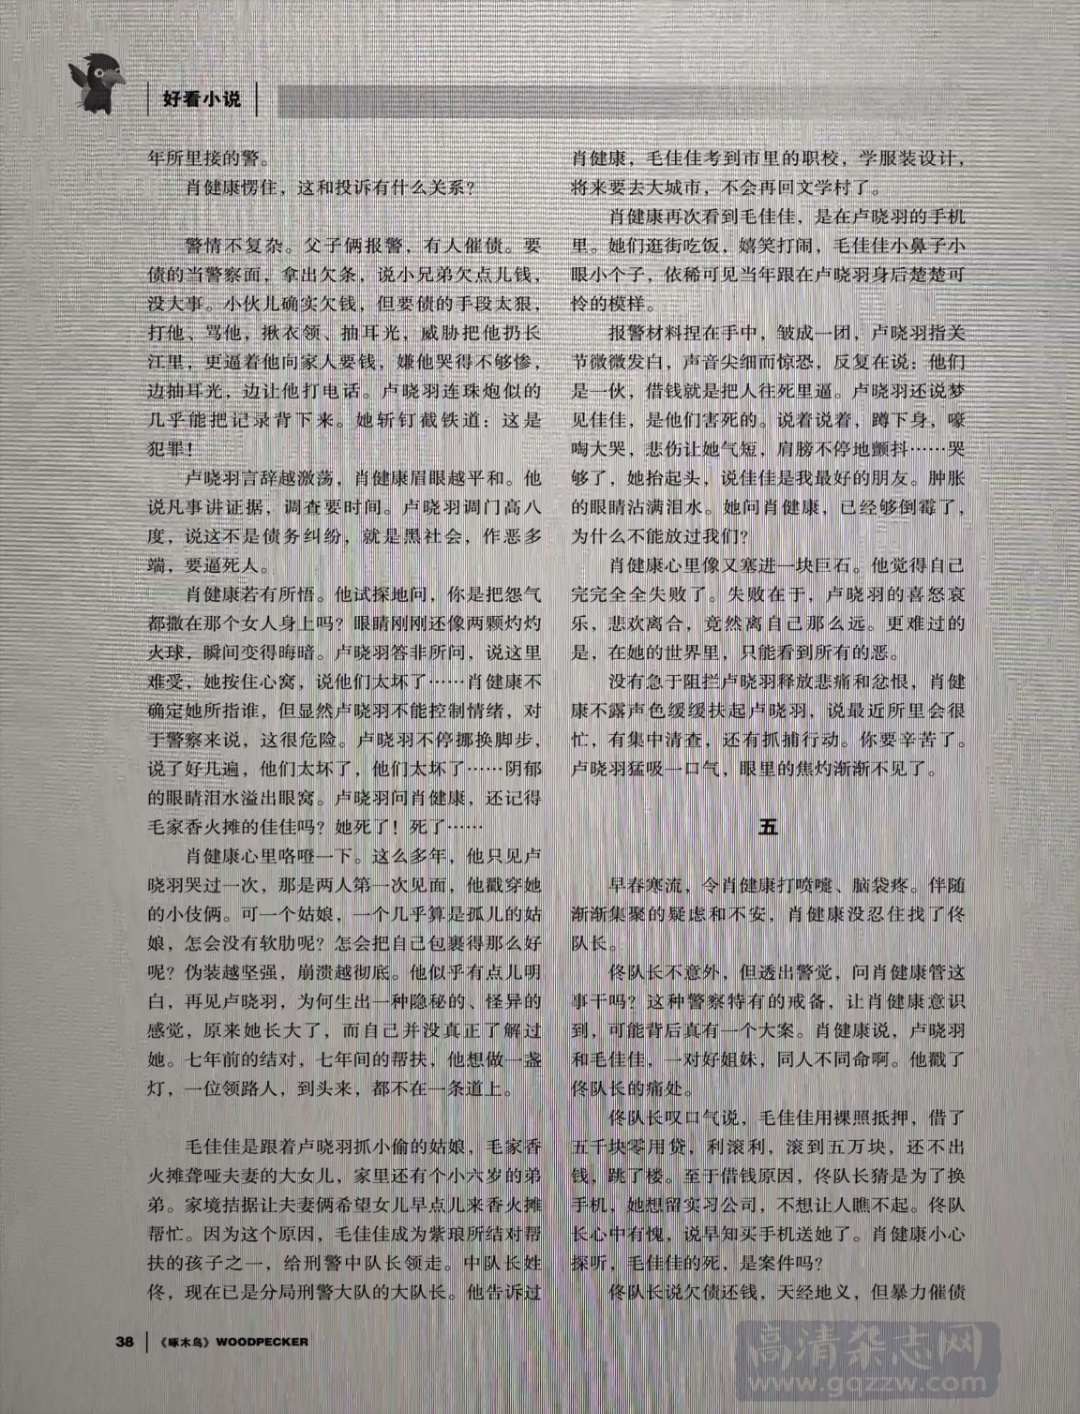 好看小说
年所里接的警。
肖健康愣住，这和投诉有什么关系？
警情不复杂。父子俩报警，有人催债。要
债的当警察面，拿出欠条，说小兄弟欠点儿钱，
没大事。小伙儿确实欠钱，但要债的手段太狠，
打他、骂他，揪衣领、抽耳光，威胁把他扔长
江里，更逼着他向家人要钱，嫌他哭得不够惨，
边抽耳光，边让他打电话。卢晓羽连珠炮似的
几乎能把记录背下来。她斩钉截铁道：这是
犯罪！
卢晓羽言辞越激荡，肖健康眉眼越平和。他
说凡事讲证据，调查要时间。卢晓羽调门高八
度，说这不是债务纠纷，就是黑社会，作恶多
端，要逼死人。
肖健康若有所悟。他试探地问，你是把怨气
都撒在那个女人身上吗？眼睛刚刚还像两颗灼灼
火球，瞬间变得晦暗。卢晓羽答非所问，说这里
难受，她按住心窝，说他们太坏了……肖健康不
确定她所指谁，但显然卢晓羽不能控制情绪，对
于警察来说，这很危险。卢晓羽不停挪换脚步，
说了好几遍，他们太坏了，他们太坏了……阴郁
的眼睛泪水溢出眼窝。卢晓羽问肖健康，还记得
毛家香火摊的佳佳吗？她死了！死了……
肖健康心里咯噔一下。这么多年，他只见卢
晓羽哭过一次，那是两人第一次见面，他戳穿她
的小伎俩。可一个姑娘，一个几乎算是孤儿的姑
娘，怎会没有软肋呢？怎会把自己包裹得那么好
呢？伪装越坚强，崩溃越彻底。他似乎有点儿明
白，再见卢晓羽，为何生出一种隐秘的、怪异的
感觉，原来她长大了，而自己并没真正了解过
她。七年前的结对，七年间的帮扶，他想做一盏
灯，一位领路人，到头来，都不在一条道上。
毛佳佳是跟着卢晓羽抓小偷的姑娘，毛家香
火摊聋哑夫妻的大女儿，家里还有个小六岁的弟
弟。家境拮据让夫妻俩希望女儿早点儿来香火摊
帮忙。因为这个原因，毛佳佳成为紫琅所结对帮
扶的孩子之一，给刑警中队长领走。中队长姓
佟，现在已是分局刑警大队的大队长。他告诉过
肖健康，毛佳佳考到市里的职校，学服装设计，
将来要去大城市，不会再回文学村了。
肖健康再次看到毛佳佳，是在卢晓羽的手机
里。她们逛街吃饭，嬉笑打闹，毛佳佳小鼻子小
眼小个子，依稀可见当年跟在卢晓羽身后楚楚可
怜的模样。
报警材料捏在手中，皱成一团，卢晓羽指关
节微微发白，声音尖细而惊恐，反复在说：他们
是一伙，借钱就是把人往死里逼。卢晓羽还说梦
见佳佳，是他们害死的。说着说着，蹲下身，嚎
啕大哭，悲伤让她气短，肩膀不停地颤抖……哭
够了，她抬起头，说佳佳是我最好的朋友。肿胀
的眼睛沾满泪水。她问肖健康，已经够倒霉了，
为什么不能放过我们？
肖健康心里像又塞进一块巨石。他觉得自己
完完全全失败了。失败在于，卢晓羽的喜怒哀
乐，悲欢离合，竟然离自己那么远。更难过的
是，在她的世界里，只能看到所有的恶。
没有急于阻拦卢晓羽释放悲痛和忿恨，肖健
康不露声色缓缓扶起卢晓羽，说最近所里会很
忙，有集中清查，还有抓捕行动。你要辛苦了。
卢晓羽猛吸一口气，眼里的焦灼渐渐不见了。
五
早春寒流，令肖健康打喷嚏、脑袋疼。伴随
渐渐集聚的疑虑和不安，肖健康没忍住找了佟
队长。
佟队长不意外，但透出警觉，问肖健康管这
事干吗？这种警察特有的戒备，让肖健康意识
到，可能背后真有一个大案。肖健康说，卢晓羽
和毛佳佳，一对好姐妹，同人不同命啊。他戳了
佟队长的痛处。
佟队长叹口气说，毛佳佳用裸照抵押，借了
五千块零用贷，利滚利，滚到五万块，还不出
钱，跳了楼。至于借钱原因，佟队长猜是为了换
手机，她想留实习公司，不想让人瞧不起。佟队
长心中有愧，说早知买手机送她了。肖健康小心
探听，毛佳佳的死，是案件吗？
佟队长说欠债还钱，天经地义，但暴力催债
38
《啄木鸟》WOODPECKER
高清杂志网
www.gqzzw.com